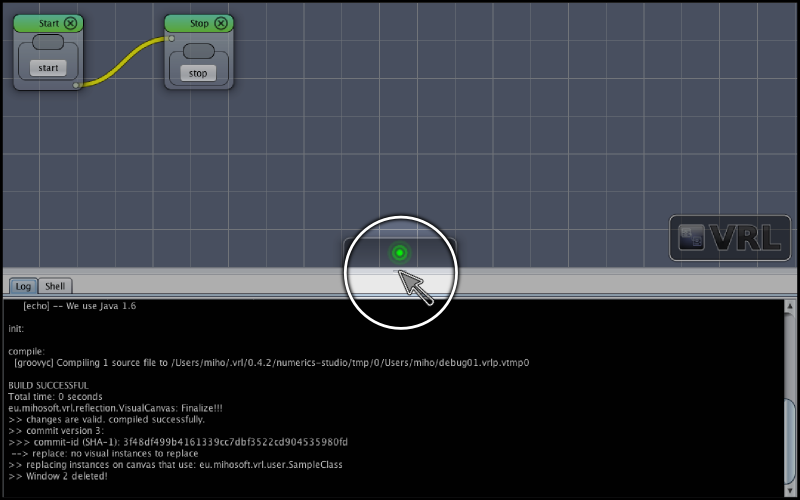 Start
Stop
start
stop
VRL
Log
Shell
[echo] -- We use Java 1.6
init:
compile:
[groovyc] Compiling 1 source file to /Users/miho/.vrl/0.4.2/numerics-studio/tmp/0/Users/miho/debug01.vrlp.vtmp0
BUILD SUCCESSFUL
Total time: 0 seconds
eu.mihosoft.vrl.reflection.VisualCanvas: Finalize!!!
>> changes are valid. compiled successfully.
>> commit version 3:
>>> commit-id (SHA-1): 3f48df499b4161339cc7dbf3522cd904535980fd
--> replace: no visual instances to replace
>> replacing instances on canvas that use: eu.mihosoft.vrl.user.SampleClass
>> Window 2 deleted!